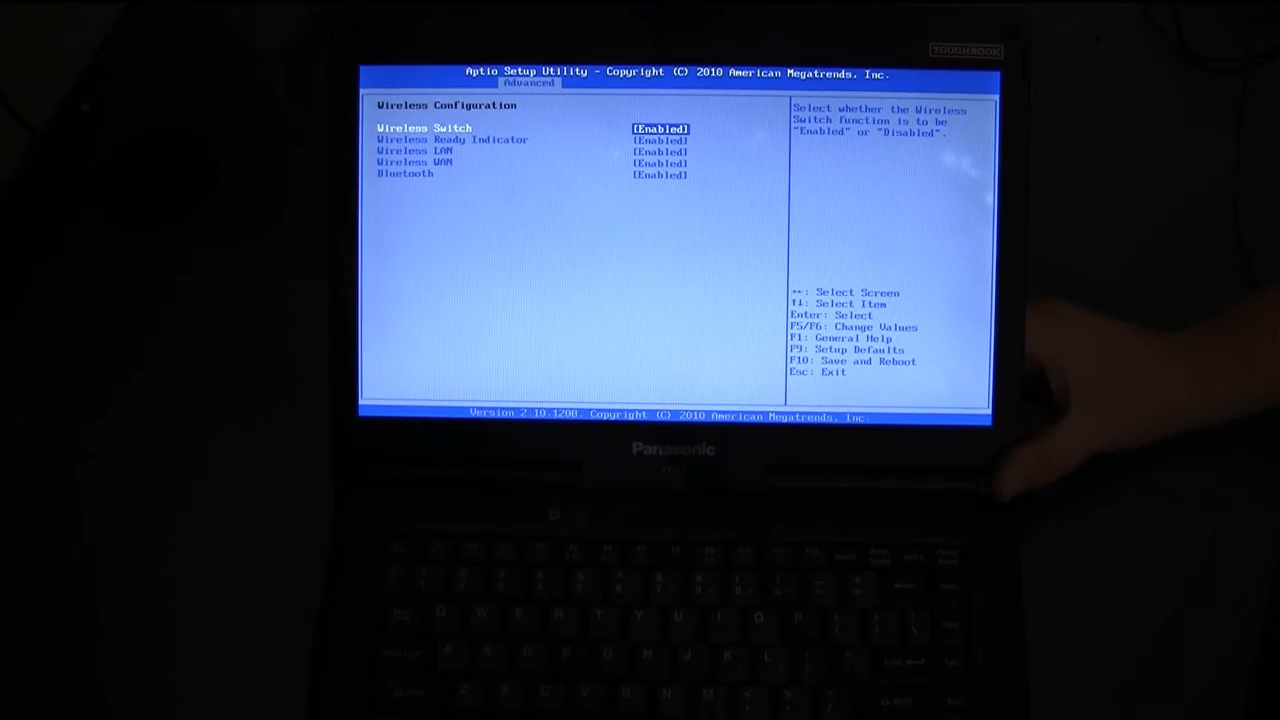 TOUGHBOOK
Aptio Setup Utility - Copyright (C) 2010 American Megatrends, Inc.
Advanced
Wireless Configuration
Wireless Switch [Enabled]
Wireless Ready Indicator [Enabled]
Wireless LAN [Enabled]
Wireless WAN [Enabled]
Bluetooth [Enabled]
Select whether the Wireless
Switch function is to be
"Enabled" or "Disabled".
↔: Select Screen
↑↓: Select Item
Enter: Select
F5/F6: Change Values
F1: General Help
F9: Setup Defaults
F10: Save and Reboot
Esc: Exit
Version 2.10.1208. Copyright (C) 2010 American Megatrends, Inc.
Panasonic
Q W E R T Y U I O P
A S D F G H J K L
Z X C V B N M